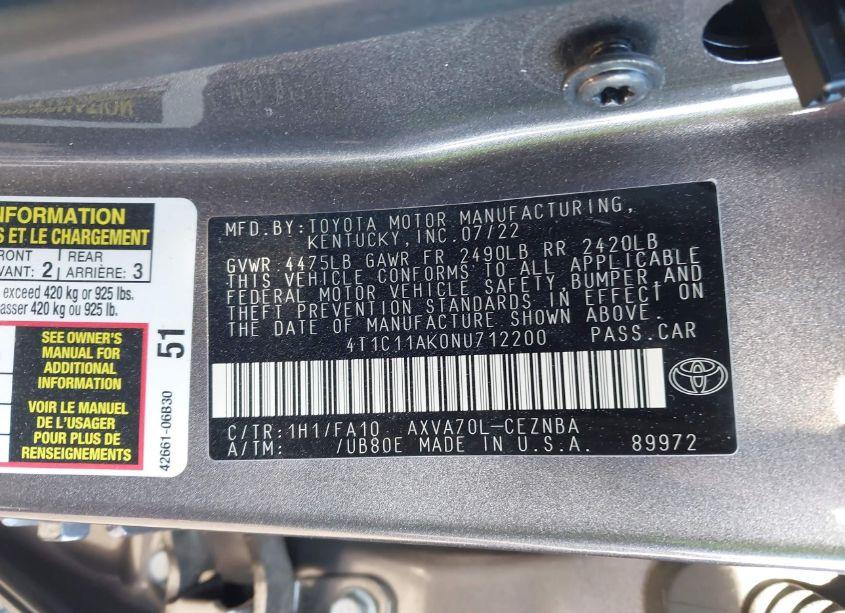 INFORMATION
S ET LE CHARGEMENT
FRONT
VANT: 2
REAR
ARRIÈRE: 3
exceed 420 kg or 925 lbs.
passer 420 kg ou 925 lb.
SEE OWNER'S
MANUAL FOR
ADDITIONAL
INFORMATION
VOIR LE MANUEL
DE L'USAGER
POUR PLUS DE
RENSEIGNEMENTS
51
42661-06B30
MFD.BY:TOYOTA MOTOR MANUFACTURING,
KENTUCKY, INC.07/22
GVWR 4475LB GAWR FR 2490LB RR 2420LB
THIS VEHICLE CONFORMS TO ALL APPLICABLE
FEDERAL MOTOR VEHICLE SAFETY,BUMPER,AND
THEFT PREVENTION STANDARDS IN EFFECT ON
THE DATE OF MANUFACTURE SHOWN ABOVE.
4T1C11AK0NU712200 PASS.CAR
C/TR:1H1/FA10 AXVA70L-CEZNBA
A/TM: /UB80E MADE IN U.S.A. 89972